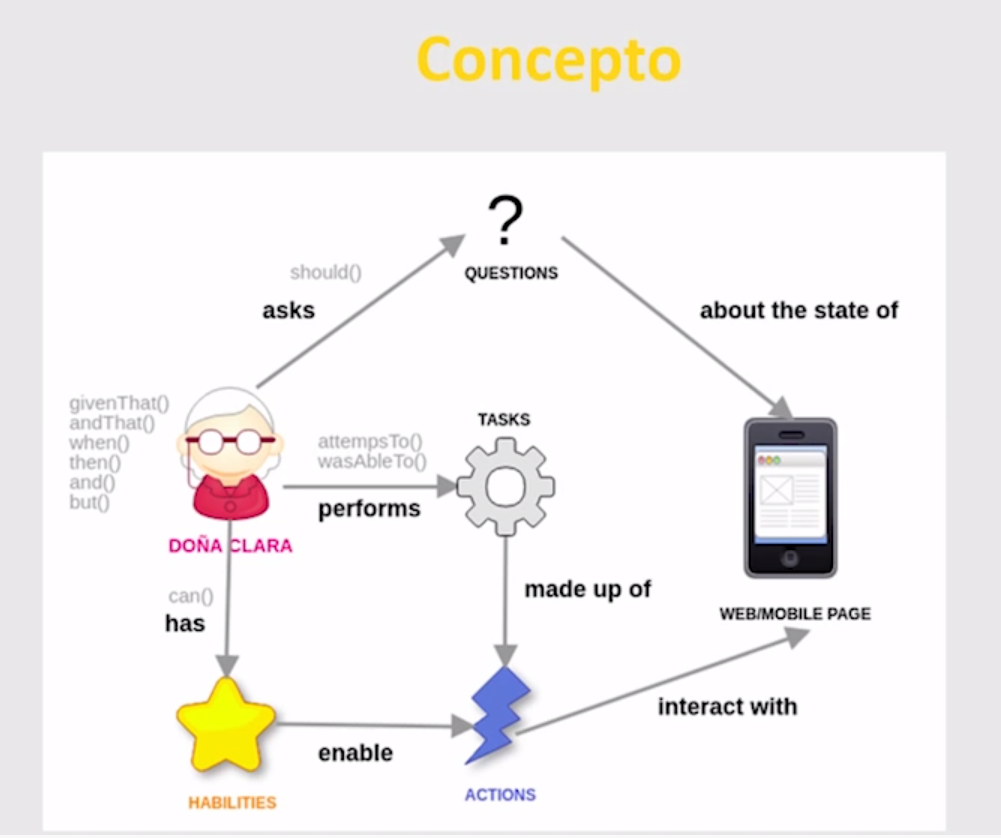 Concepto
?
QUESTIONS
should()
asks
about the state of
givenThat()
andThat()
when()
then()
and()
but()
DOÑA CLARA
attempsTo()
wasAbleTo()
performs
TASKS
made up of
WEB/MOBILE PAGE
can()
has
interact with
enable
HABILITIES
ACTIONS